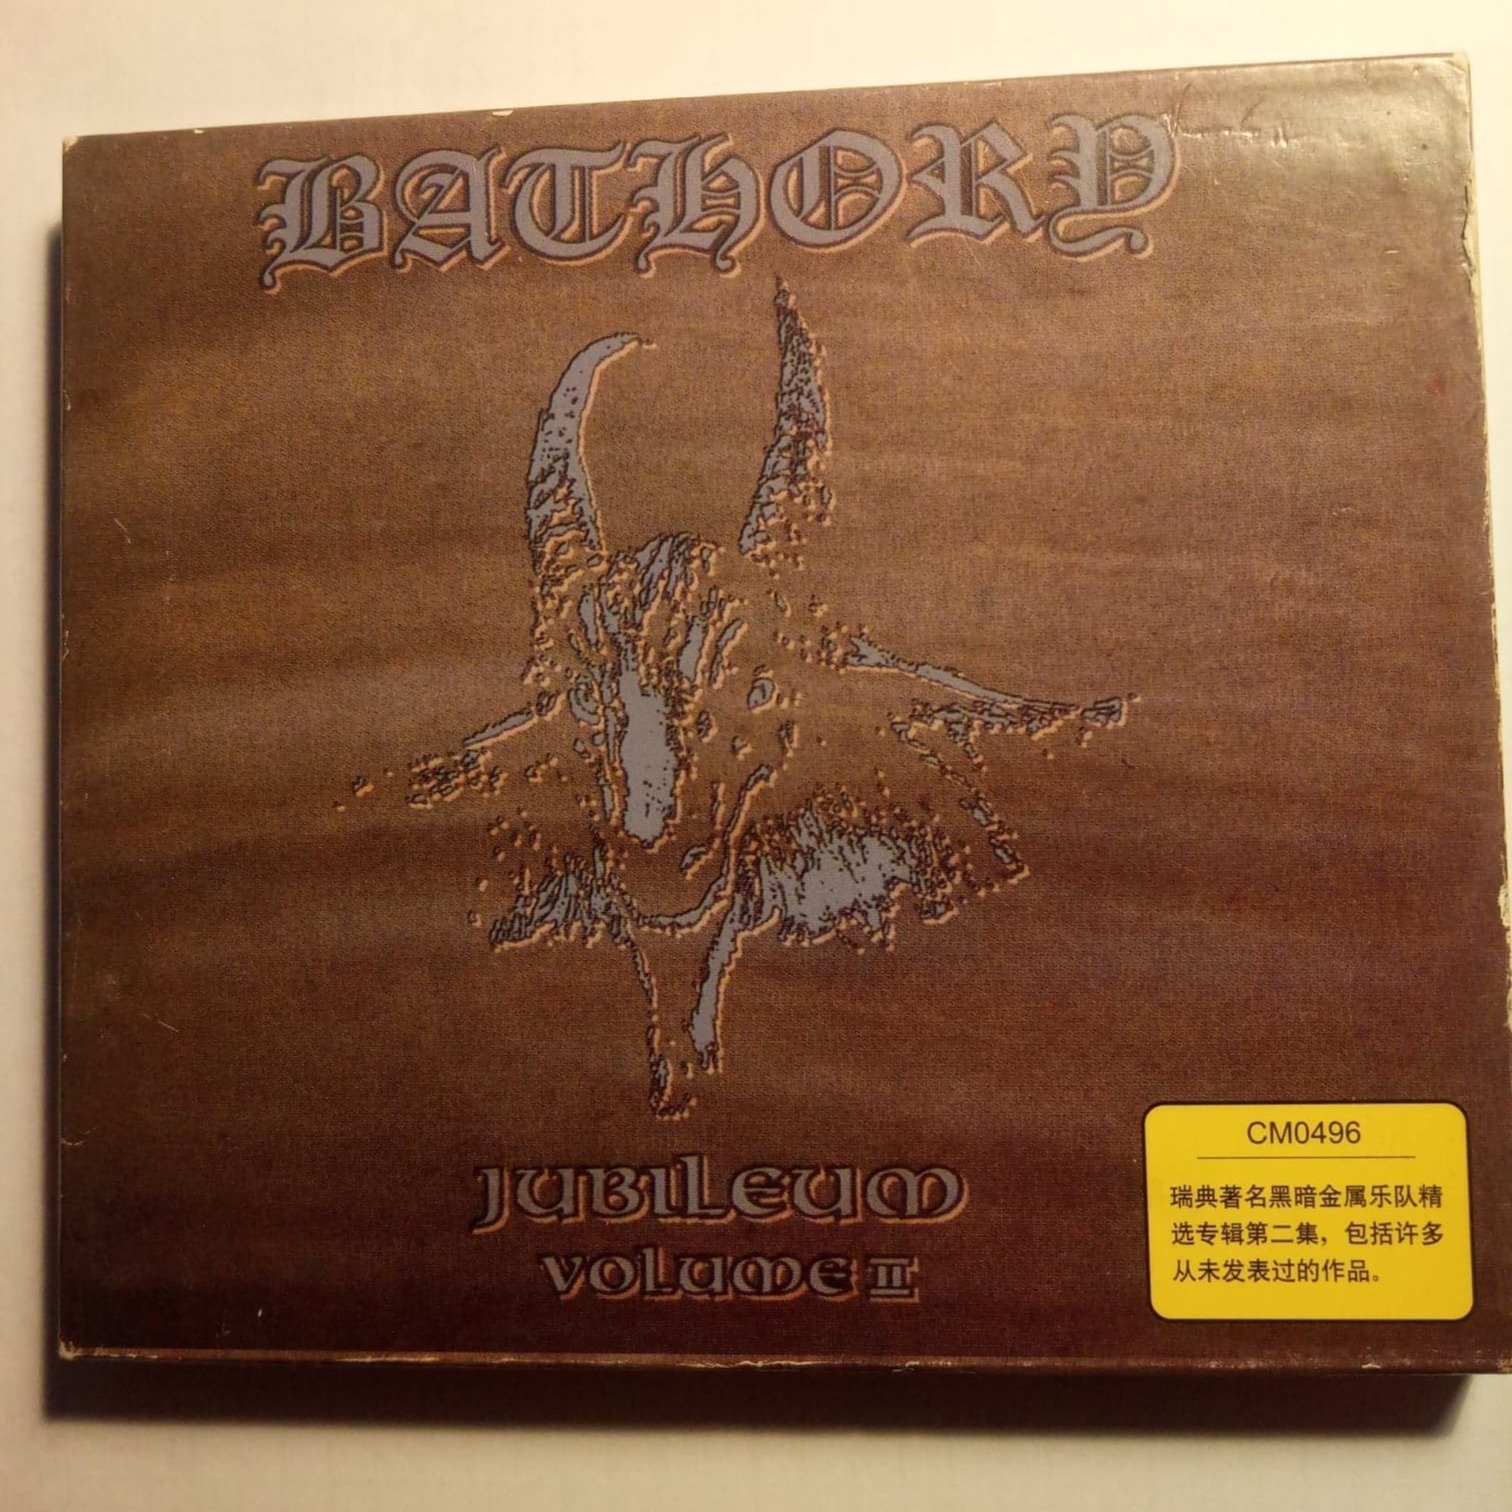 BATHORY
JUBILEUM
VOLUME II
CM0496
瑞典著名黑暗金属乐队精
选专辑第二集，包括许多
从未发表过的作品。